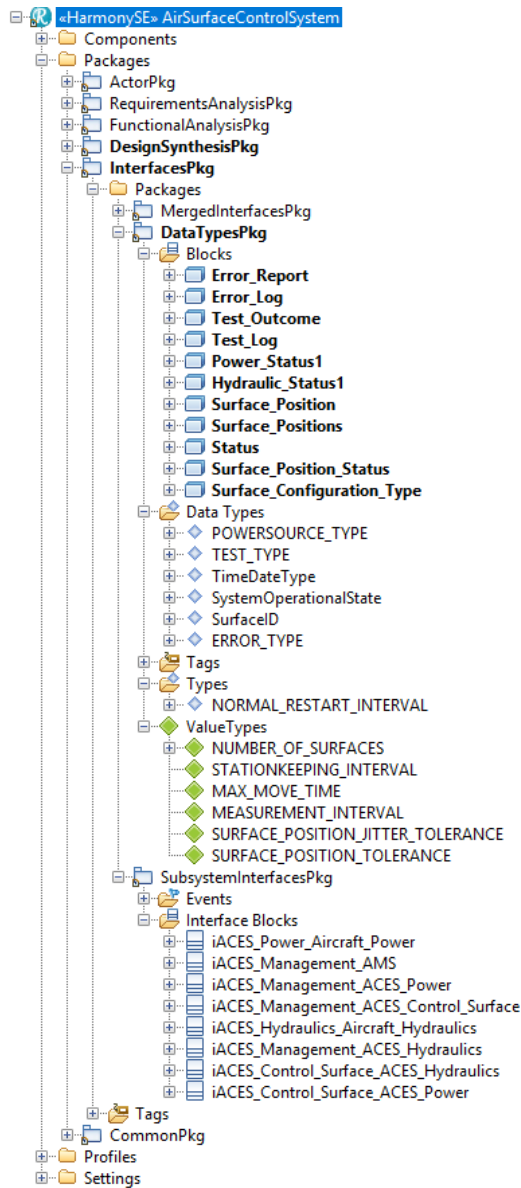 «HarmonySE» AirSurfaceControlSystem
Components
Packages
ActorPkg
RequirementsAnalysisPkg
FunctionalAnalysisPkg
DesignSynthesisPkg
InterfacesPkg
Packages
MergedInterfacesPkg
DataTypesPkg
Blocks
Error_Report
Error_Log
Test_Outcome
Test_Log
Power_Status1
Hydraulic_Status1
Surface_Position
Surface_Positions
Status
Surface_Position_Status
Surface_Configuration_Type
Data Types
POWERSOURCE_TYPE
TEST_TYPE
TimeDateType
SystemOperationalState
SurfaceID
ERROR_TYPE
Tags
Types
NORMAL_RESTART_INTERVAL
ValueTypes
NUMBER_OF_SURFACES
STATIONKEEPING_INTERVAL
MAX_MOVE_TIME
MEASUREMENT_INTERVAL
SURFACE_POSITION_JITTER_TOLERANCE
SURFACE_POSITION_TOLERANCE
SubsystemInterfacesPkg
Events
Interface Blocks
iACES_Power_Aircraft_Power
iACES_Management_AMS
iACES_Management_ACES_Power
iACES_Management_ACES_Control_Surface
iACES_Hydraulics_Aircraft_Hydraulics
iACES_Management_ACES_Hydraulics
iACES_Control_Surface_ACES_Hydraulics
iACES_Control_Surface_ACES_Power
Tags
CommonPkg
Profiles
Settings